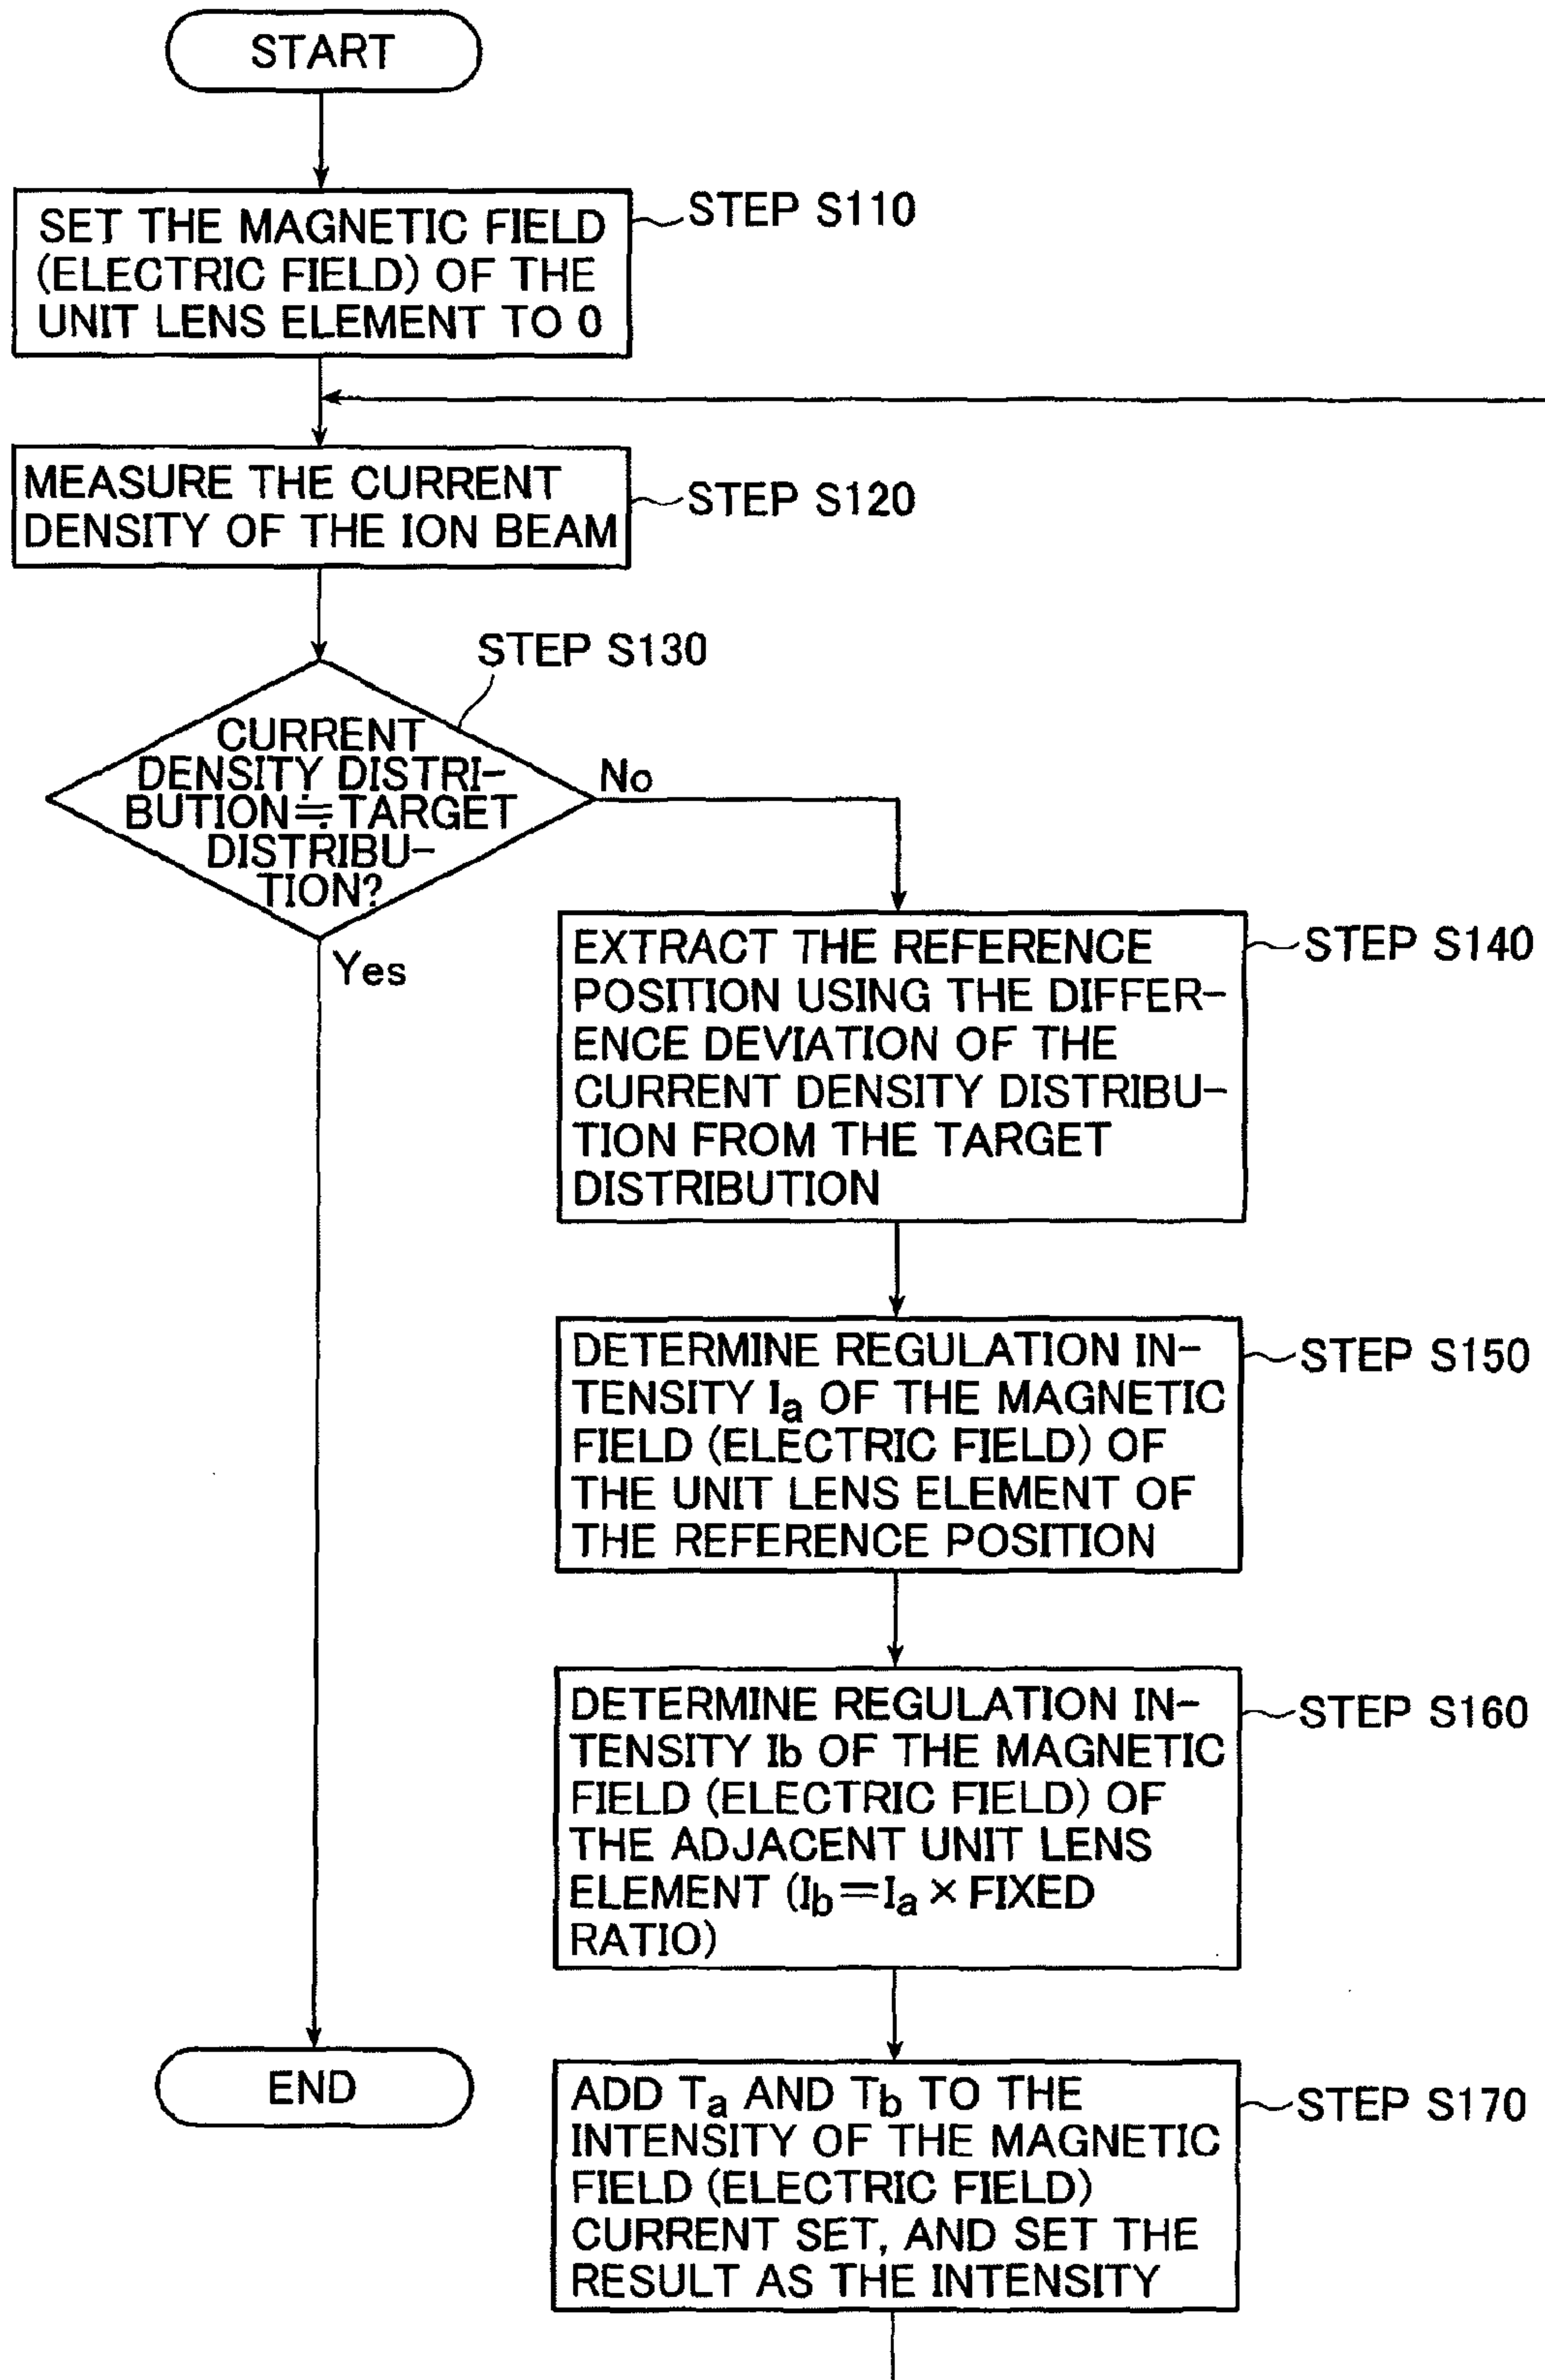 START
SET THE MAGNETIC FIELD
(ELECTRIC FIELD) OF THE
UNIT LENS ELEMENT TO 0
STEP S110
MEASURE THE CURRENT
DENSITY OF THE ION BEAM
STEP S120
STEP S130
CURRENT
DENSITY DISTRI-
BUTION≒TARGET
DISTRIBU-
TION?
No
Yes
EXTRACT THE REFERENCE
POSITION USING THE DIFFER-
ENCE DEVIATION OF THE
CURRENT DENSITY DISTRIBU-
TION FROM THE TARGET
DISTRIBUTION
STEP S140
DETERMINE REGULATION IN-
TENSITY Ia OF THE MAGNETIC
FIELD (ELECTRIC FIELD) OF
THE UNIT LENS ELEMENT OF
THE REFERENCE POSITION
STEP S150
DETERMINE REGULATION IN-
TENSITY Ib OF THE MAGNETIC
FIELD (ELECTRIC FIELD) OF
THE ADJACENT UNIT LENS
ELEMENT (Ib=Ia × FIXED
RATIO)
STEP S160
END
ADD Ta AND Tb TO THE
INTENSITY OF THE MAGNETIC
FIELD (ELECTRIC FIELD)
CURRENT SET, AND SET THE
RESULT AS THE INTENSITY
STEP S170